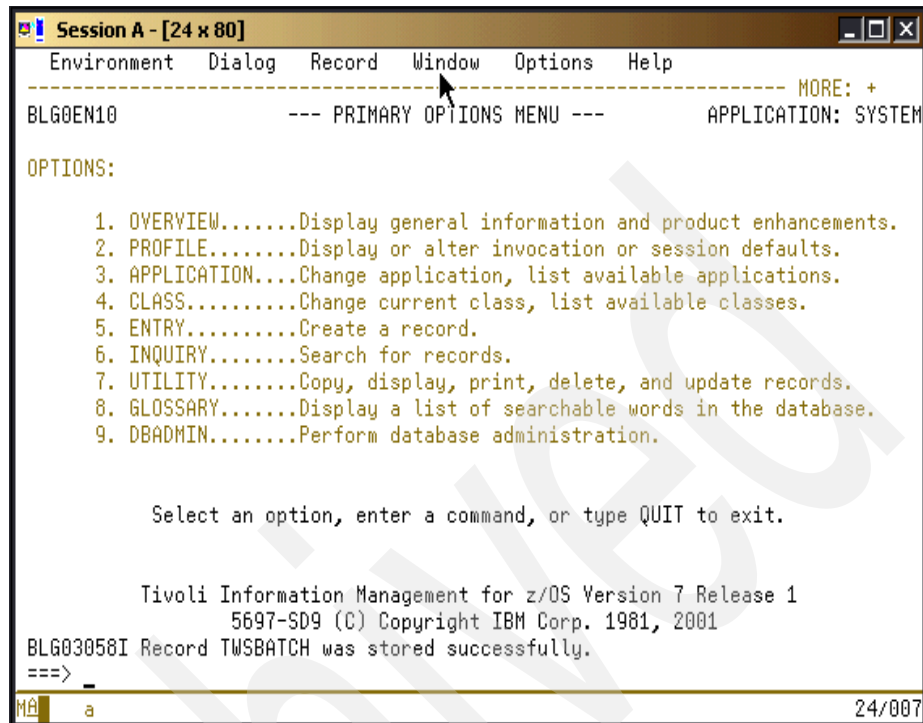 Session A - [24 x 80]
Environment Dialog Record Window Options Help
------------------------------------------------------------------------- MORE: +
BLG0EN10 --- PRIMARY OPTIONS MENU --- APPLICATION: SYSTEM
OPTIONS:
1. OVERVIEW.......Display general information and product enhancements.
2. PROFILE........Display or alter invocation or session defaults.
3. APPLICATION....Change application, list available applications.
4. CLASS..........Change current class, list available classes.
5. ENTRY..........Create a record.
6. INQUIRY........Search for records.
7. UTILITY........Copy, display, print, delete, and update records.
8. GLOSSARY.......Display a list of searchable words in the database.
9. DBADMIN........Perform database administration.
Select an option, enter a command, or type QUIT to exit.
Tivoli Information Management for z/OS Version 7 Release 1
5697-SD9 (C) Copyright IBM Corp. 1981, 2001
BLG03058I Record TWSBATCH was stored successfully.
===> _
MA a 24/007